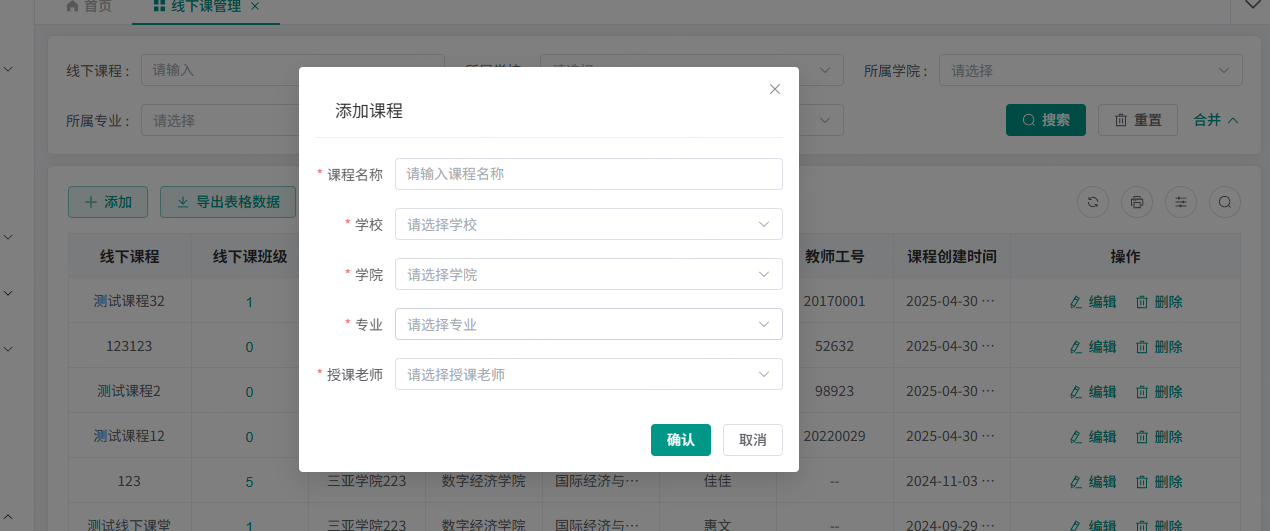 首页 线下课管理
线下课程 : 请输入 所属学院 : 请选择
所属专业 : 请选择 搜索 重置 合并
添加课程
* 课程名称 请输入课程名称
* 学校 请选择学校
* 学院 请选择学院
* 专业 请选择专业
* 授课老师 请选择授课老师
确认 取消
添加 导出表格数据
线下课程 线下课班级 教师工号 课程创建时间 操作
测试课程32 1 20170001 2025-04-30 ··· 编辑 删除
123123 0 52632 2025-04-30 ··· 编辑 删除
测试课程2 0 98923 2025-04-30 ··· 编辑 删除
测试课程12 0 20220029 2025-04-30 ··· 编辑 删除
123 5 三亚学院223 数字经济学院 国际经济与··· 佳佳 -- 2024-11-03 ··· 编辑 删除
测试线下课堂 1 三亚学院223 数字经济学院 国际经济与··· 惠文 -- 2024-09-29 ··· 编辑 删除